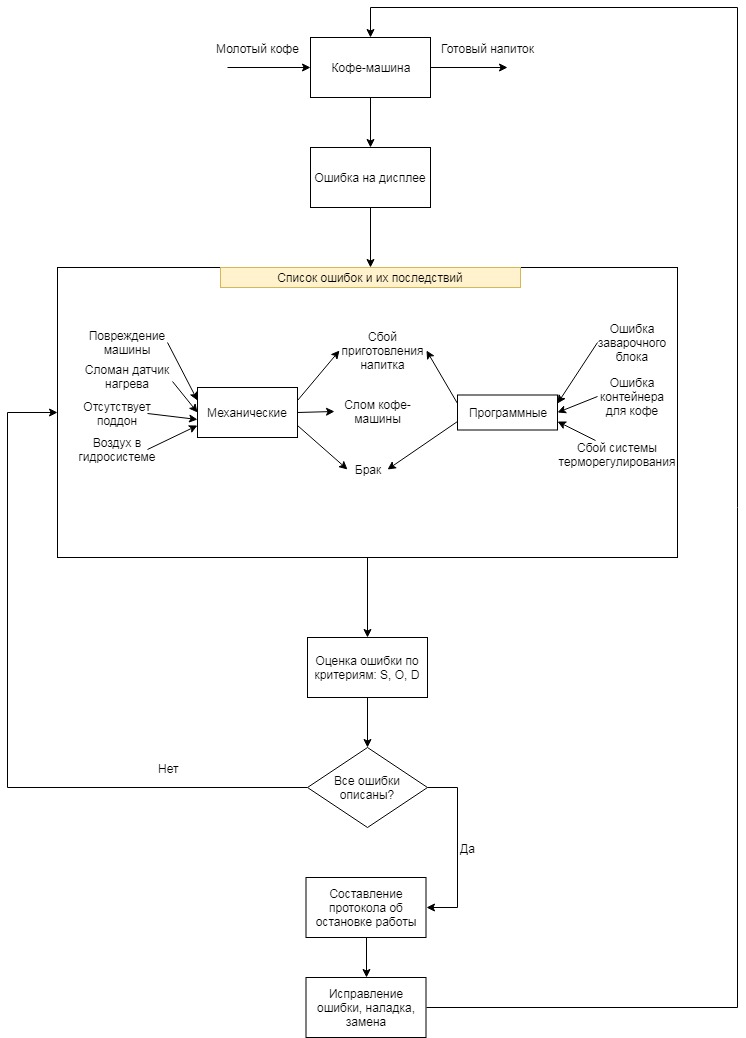 Молотый кофе
Готовый напиток
Кофе-машина
Ошибка на дисплее
Список ошибок и их последствий
Повреждение
машины
Сломан датчик
нагрева
Отсутствует
поддон
Воздух в
гидросистеме
Механические
Сбой
приготовления
напитка
Слом кофе-
машины
Брак
Программные
Ошибка
заварочного
блока
Ошибка
контейнера
для кофе
Сбой системы
терморегулирования
Оценка ошибки по
критериям: S, O, D
Все ошибки
описаны?
Нет
Да
Составление
протокола об
остановке работы
Исправление
ошибки, наладка,
замена